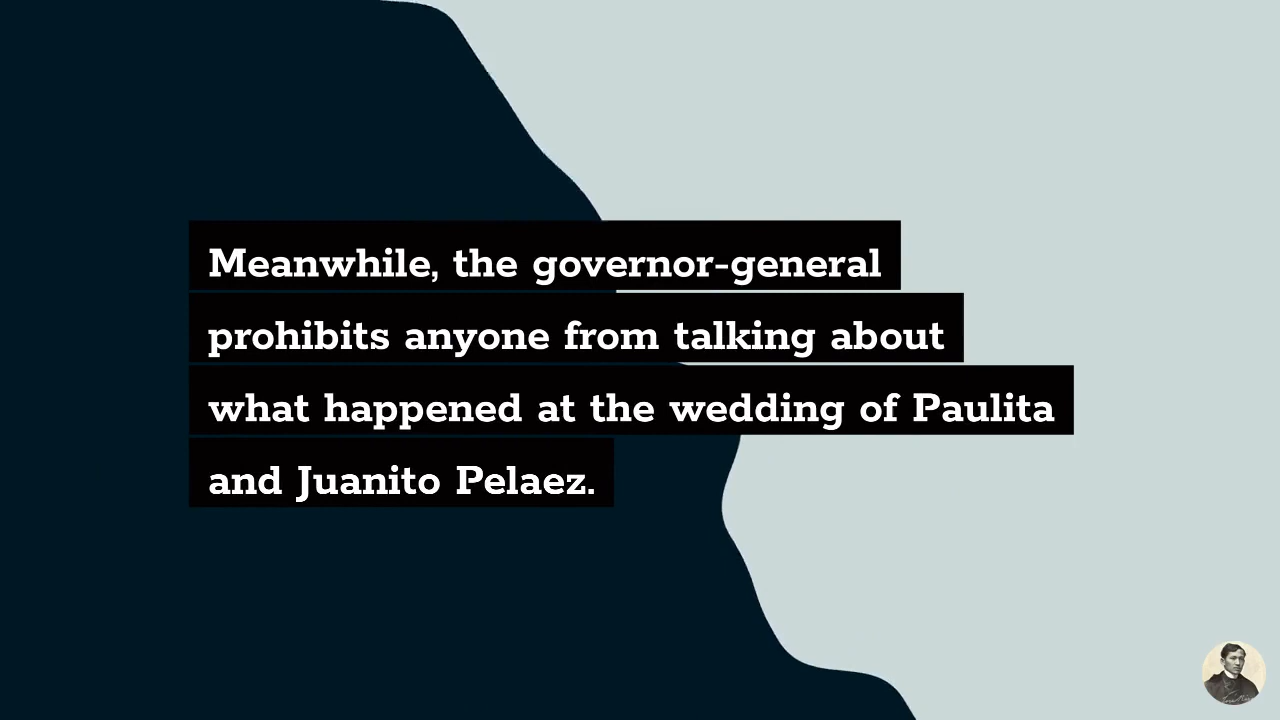 Meanwhile, the governor-general
prohibits anyone from talking about
what happened at the wedding of Paulita
and Juanito Pelaez.